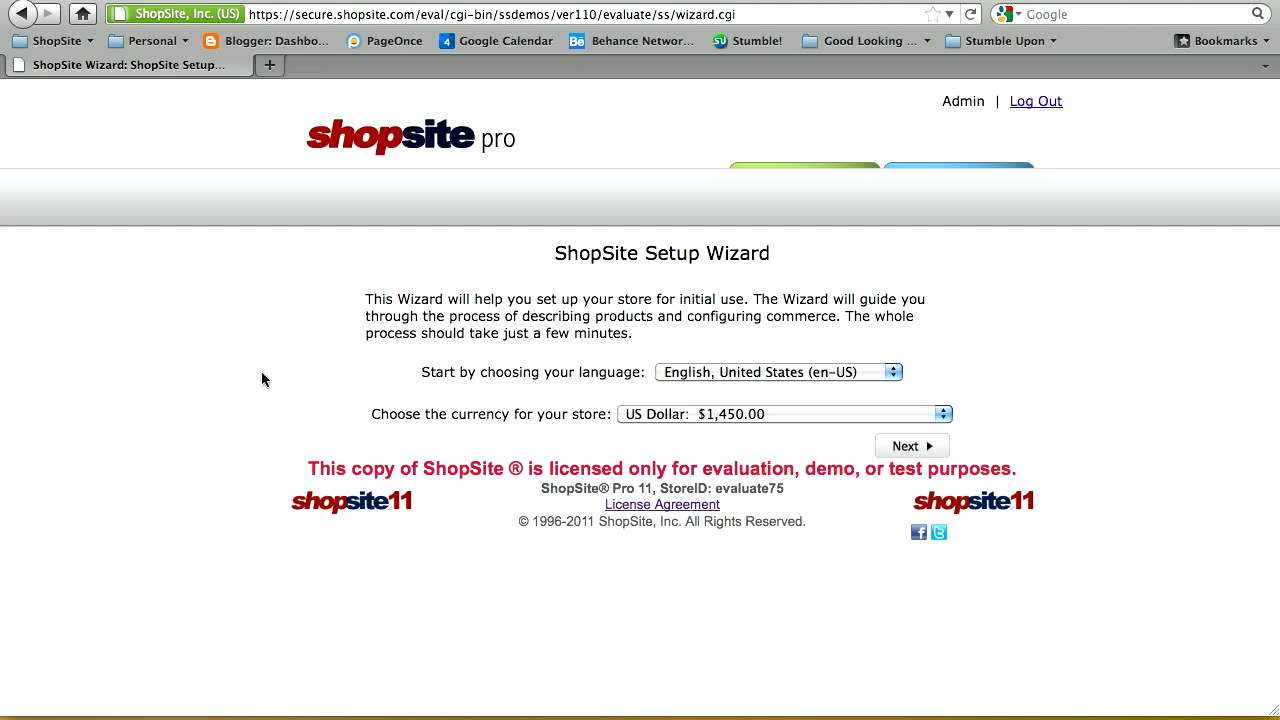 ShopSite, Inc. (US) https://secure.shopsite.com/eval/cgi-bin/ssdemos/ver110/evaluate/ss/wizard.cgi Google
ShopSite Personal Blogger: Dashbo... PageOnce 4 Google Calendar Bē Behance Networ... Stumble! Good Looking ... Stumble Upon Bookmarks
ShopSite Wizard: ShopSite Setup... +
Admin | Log Out
shopsite pro
ShopSite Setup Wizard
This Wizard will help you set up your store for initial use. The Wizard will guide you
through the process of describing products and configuring commerce. The whole
process should take just a few minutes.
Start by choosing your language: English, United States (en-US)
Choose the currency for your store: US Dollar: $1,450.00
Next
This copy of ShopSite ® is licensed only for evaluation, demo, or test purposes.
ShopSite® Pro 11, StoreID: evaluate75
shopsite11 License Agreement shopsite11
© 1996-2011 ShopSite, Inc. All Rights Reserved.